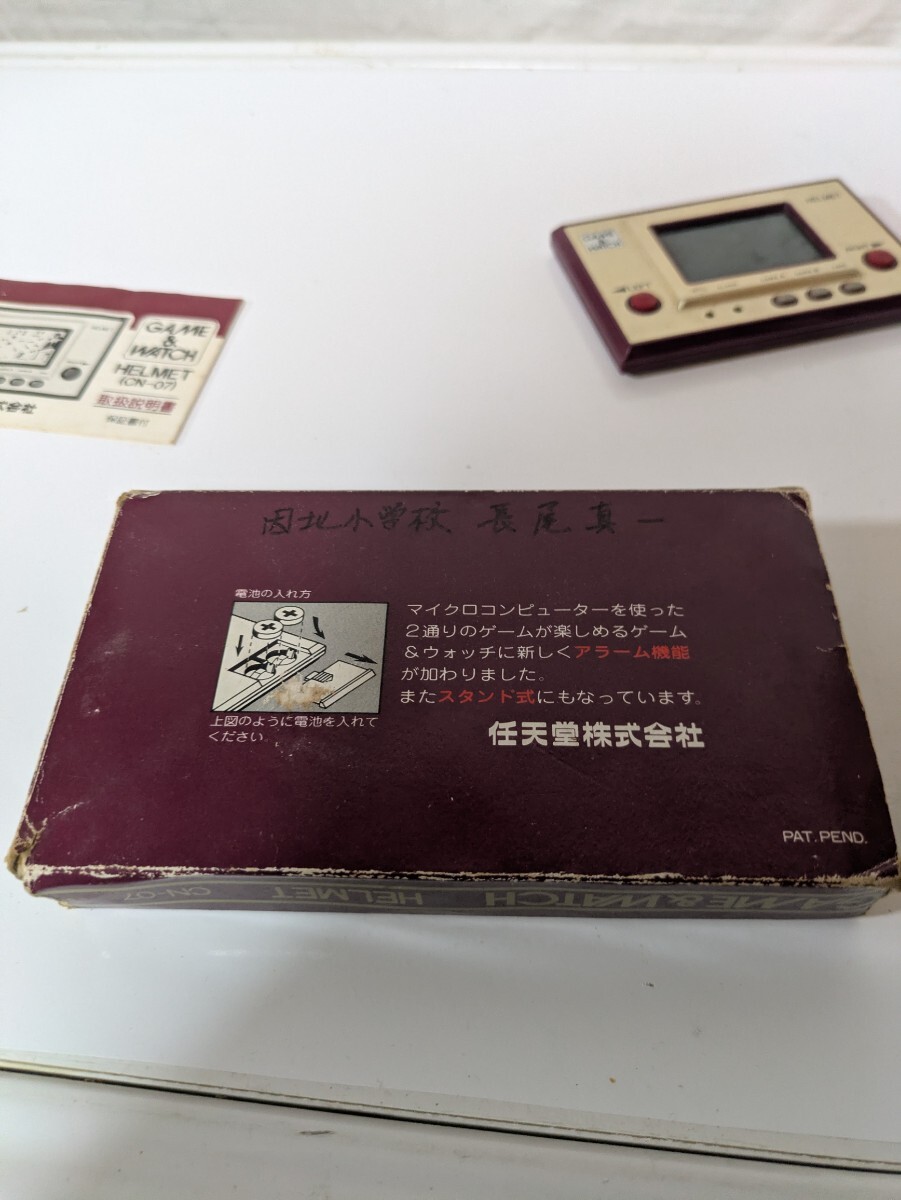 HELMET
GAME
&
WATCH
HELMET
(CN-07)
取扱説明書
保証書付
式会社
因北小学校 長尾真一
電池の入れ方
上図のように電池を入れて
ください.
マイクロコンピューターを使った
2通りのゲームが楽しめるゲーム
&ウォッチに新しくアラーム機能
が加わりました。
またスタンド式にもなっています。
任天堂株式会社
PAT. PEND.
GAME&WATCH HELMET CN-07